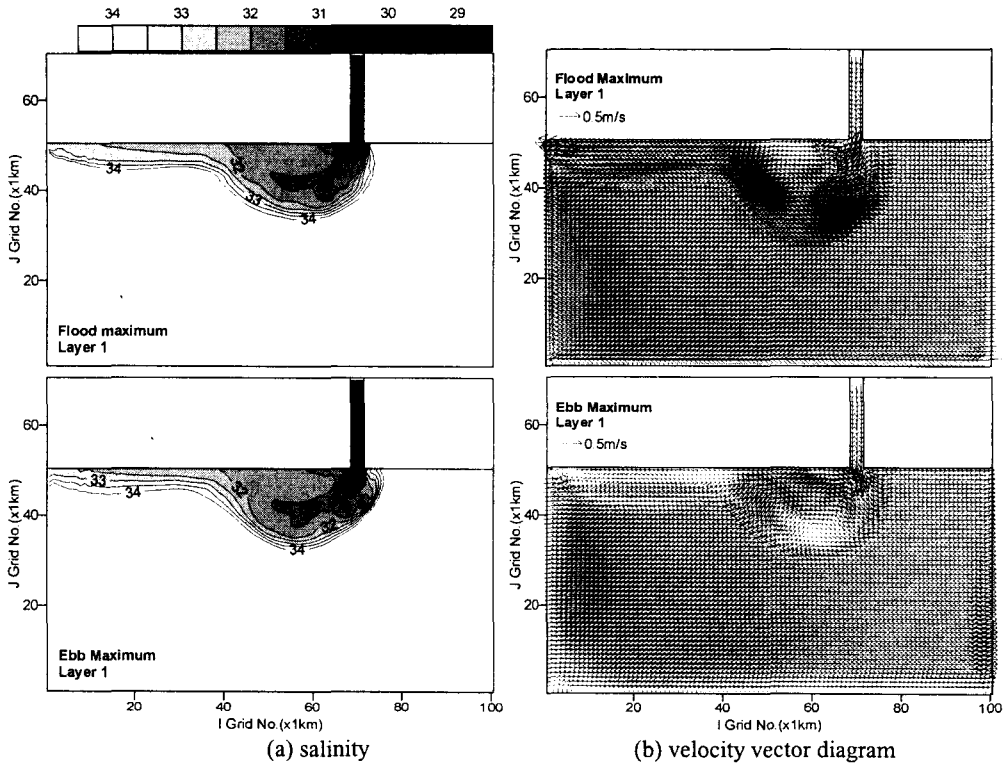 34 33 32 31 30 29
60
40
20
J Grid No.(x1km)
34
33
33
34
Flood maximum
Layer 1
Flood Maximum
Layer 1
0.5m/s
60
40
20
J Grid No.(x1km)
60
40
20
J Grid No.(x1km)
33
34
32
32
34
Ebb Maximum
Layer 1
20 40 60 80 100
I Grid No.(x1km)
Ebb Maximum
Layer 1
0.5m/s
60
40
20
J Grid No.(x1km)
20 40 60 80 100
I Grid No.(x1km)
(a) salinity
(b) velocity vector diagram